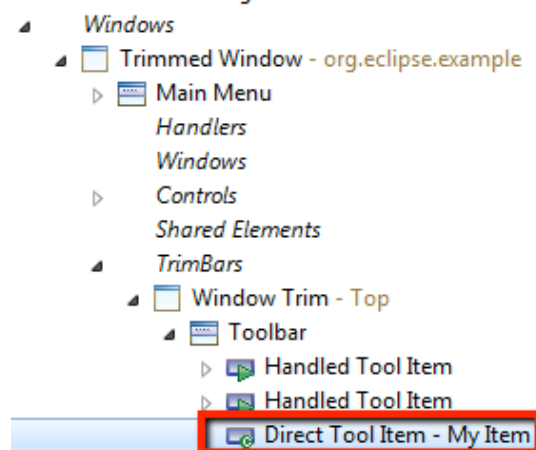 Windows
Trimmed Window - org.eclipse.example
Main Menu
Handlers
Windows
Controls
Shared Elements
TrimBars
Window Trim - Top
Toolbar
Handled Tool Item
Handled Tool Item
Direct Tool Item - My Item